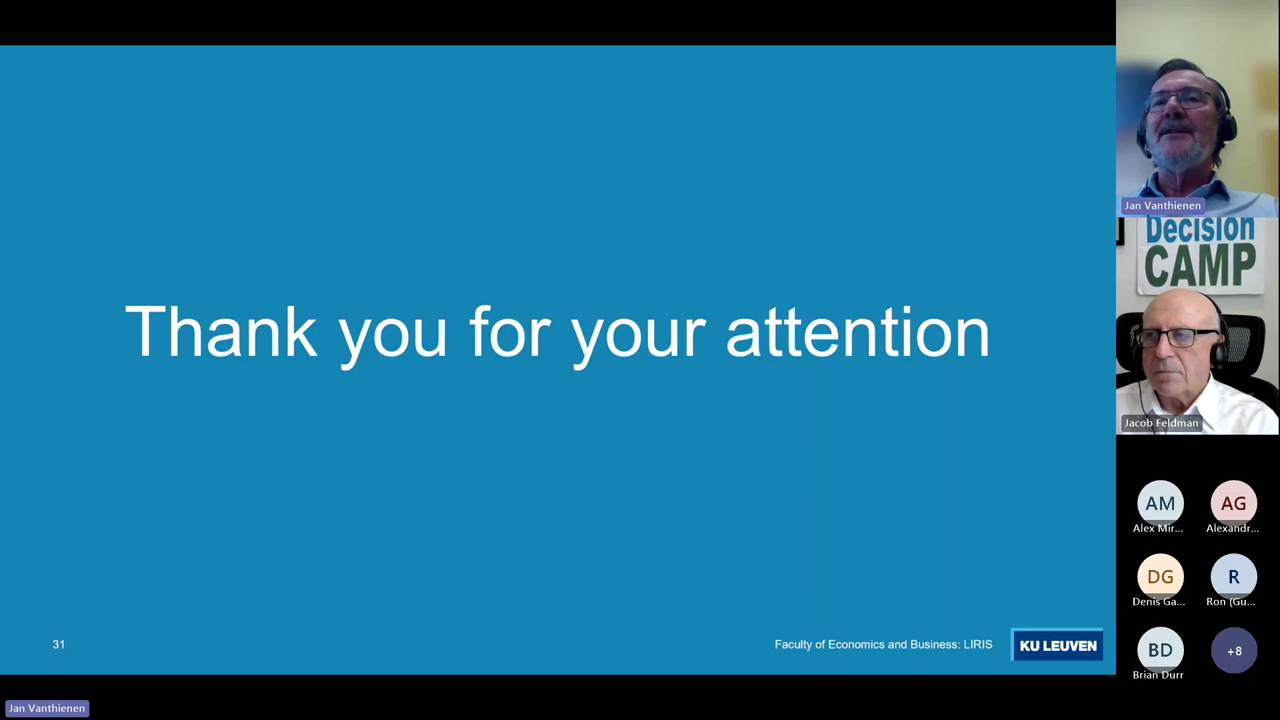 Thank you for your attention
31
Faculty of Economics and Business: LIRIS
KU LEUVEN
Jan Vanthienen
Jan Vanthienen
Decision
CAMP
Jacob Feldman
AM
AG
Alex Mir...
Alexandr...
DG
R
Denis Ga...
Ron (Gu...
BD
+8
Brian Durr